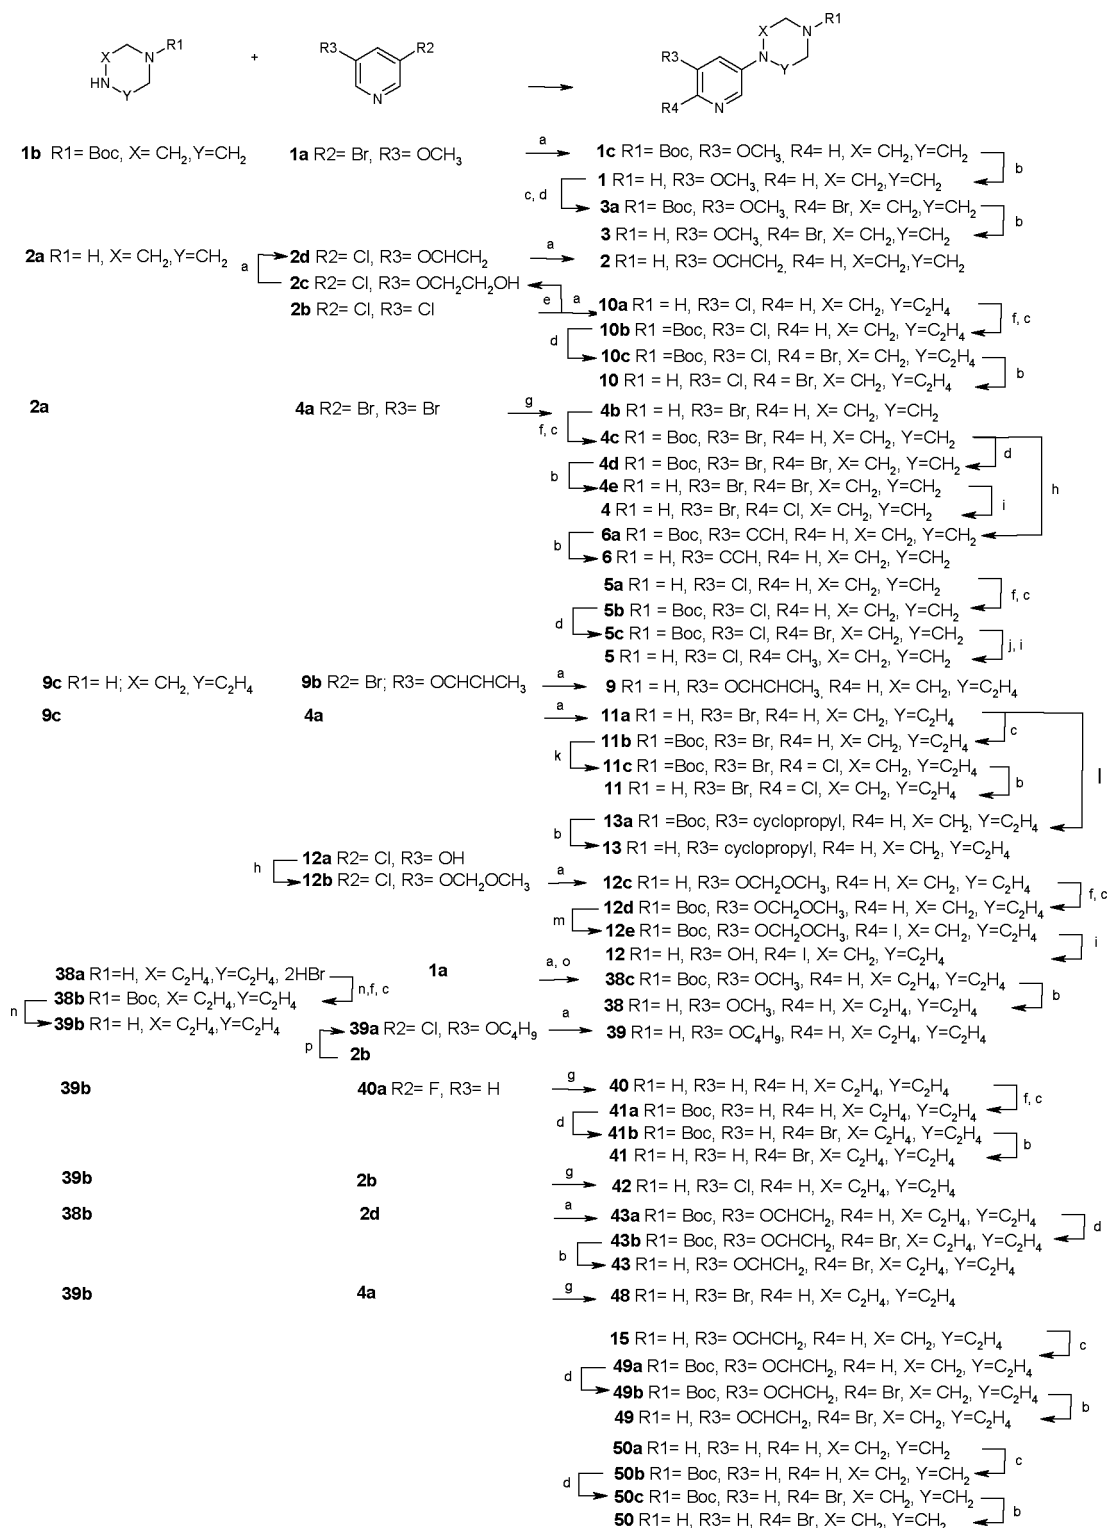 R1
X
N
HN
Y
+
R3
R2
N
R1
X
N
R3
N
Y
R4
N
1b R1= Boc, X= CH₂,Y=CH₂ 1a R2= Br, R3= OCH₃ a 1c R1= Boc, R3= OCH₃, R4= H, X= CH₂,Y=CH₂
b
1 R1= H, R3= OCH₃, R4= H, X= CH₂,Y=CH₂
c, d
3a R1= Boc, R3= OCH₃, R4= Br, X= CH₂,Y=CH₂
b
3 R1= H, R3= OCH₃, R4= Br, X= CH₂,Y=CH₂
2a R1= H, X= CH₂,Y=CH₂ a 2d R2= Cl, R3= OCHCH₂ a 2 R1= H, R3= OCHCH₂, R4= H, X= CH₂,Y=CH₂
2c R2= Cl, R3= OCH₂CH₂OH
e a
2b R2= Cl, R3= Cl 10a R1 = H, R3= Cl, R4= H, X= CH₂, Y=C₂H₄
f, c
10b R1 =Boc, R3= Cl, R4= H, X= CH₂, Y=C₂H₄
d
10c R1 =Boc, R3= Cl, R4 = Br, X= CH₂, Y=C₂H₄
b
10 R1 = H, R3= Cl, R4 = Br, X= CH₂, Y=C₂H₄
2a 4a R2= Br, R3= Br g 4b R1 = H, R3= Br, R4= H, X= CH₂, Y=CH₂
f, c
4c R1 = Boc, R3= Br, R4= H, X= CH₂, Y=CH₂
d
4d R1 = Boc, R3= Br, R4= Br, X= CH₂, Y=CH₂
b
4e R1 = H, R3= Br, R4= Br, X= CH₂, Y=CH₂
h
i
4 R1 = H, R3= Br, R4= Cl, X= CH₂, Y=CH₂
6a R1 = Boc, R3= CCH, R4= H, X= CH₂, Y=CH₂
b
6 R1 = H, R3= CCH, R4= H, X= CH₂, Y=CH₂
5a R1 = H, R3= Cl, R4= H, X= CH₂, Y=CH₂
f, c
5b R1 = Boc, R3= Cl, R4= H, X= CH₂, Y=CH₂
d
5c R1 = Boc, R3= Cl, R4= Br, X= CH₂, Y=CH₂
j, i
5 R1 = H, R3= Cl, R4= CH₃, X= CH₂, Y=CH₂
9c R1= H; X= CH₂, Y=C₂H₄ 9b R2= Br; R3= OCHCHCH₃ a 9 R1 = H, R3= OCHCHCH₃, R4= H, X= CH₂, Y=C₂H₄
9c 4a a 11a R1 = H, R3= Br, R4= H, X= CH₂, Y=C₂H₄
c
11b R1 =Boc, R3= Br, R4= H, X= CH₂, Y=C₂H₄
k
11c R1 =Boc, R3= Br, R4 = Cl, X= CH₂, Y=C₂H₄
b
l
11 R1 = H, R3= Br, R4 = Cl, X= CH₂, Y=C₂H₄
13a R1 =Boc, R3= cyclopropyl, R4= H, X= CH₂, Y=C₂H₄
b
13 R1 =H, R3= cyclopropyl, R4= H, X= CH₂, Y=C₂H₄
12a R2= Cl, R3= OH
h
12b R2= Cl, R3= OCH₂OCH₃ a 12c R1= H, R3= OCH₂OCH₃, R4= H, X= CH₂, Y=C₂H₄
f, c
12d R1= Boc, R3= OCH₂OCH₃, R4= H, X= CH₂, Y=C₂H₄
m
12e R1= Boc, R3= OCH₂OCH₃, R4= I, X= CH₂, Y=C₂H₄
i
12 R1= H, R3= OH, R4= I, X= CH₂, Y=C₂H₄
38a R1=H, X= C₂H₄,Y=C₂H₄, 2HBr 1a a, o 38c R1= Boc, R3= OCH₃, R4= H, X= C₂H₄, Y=C₂H₄
n,f, c
b
38b R1= Boc, X= C₂H₄,Y=C₂H₄ 38 R1= H, R3= OCH₃, R4= H, X= C₂H₄, Y=C₂H₄
n
39b R1= H, X= C₂H₄,Y=C₂H₄ 39a R2= Cl, R3= OC₄H₉ a 39 R1= H, R3= OC₄H₉, R4= H, X= C₂H₄, Y=C₂H₄
p
2b
39b 40a R2= F, R3= H g 40 R1= H, R3= H, R4= H, X= C₂H₄, Y=C₂H₄
f, c
41a R1= Boc, R3= H, R4= H, X= C₂H₄, Y=C₂H₄
d
41b R1= Boc, R3= H, R4= Br, X= C₂H₄, Y=C₂H₄
b
41 R1= H, R3= H, R4= Br, X= C₂H₄, Y=C₂H₄
39b 2b g 42 R1= H, R3= Cl, R4= H, X= C₂H₄, Y=C₂H₄
38b 2d a 43a R1= Boc, R3= OCHCH₂, R4= H, X= C₂H₄, Y=C₂H₄
d
43b R1= Boc, R3= OCHCH₂, R4= Br, X= C₂H₄, Y=C₂H₄
b
43 R1= H, R3= OCHCH₂, R4= Br, X= C₂H₄, Y=C₂H₄
39b 4a g 48 R1= H, R3= Br, R4= H, X= C₂H₄, Y=C₂H₄
15 R1= H, R3= OCHCH₂, R4= H, X= CH₂, Y=C₂H₄
c
49a R1= Boc, R3= OCHCH₂, R4= H, X= CH₂, Y=C₂H₄
d
49b R1= Boc, R3= OCHCH₂, R4= Br, X= CH₂, Y=C₂H₄
b
49 R1= H, R3= OCHCH₂, R4= Br, X= CH₂, Y=C₂H₄
50a R1= H, R3= H, R4= H, X= CH₂, Y=CH₂
c
50b R1= Boc, R3= H, R4= H, X= CH₂, Y=CH₂
d
50c R1= Boc, R3= H, R4= Br, X= CH₂, Y=CH₂
b
50 R1= H, R3= H, R4= Br, X= CH₂, Y=CH₂